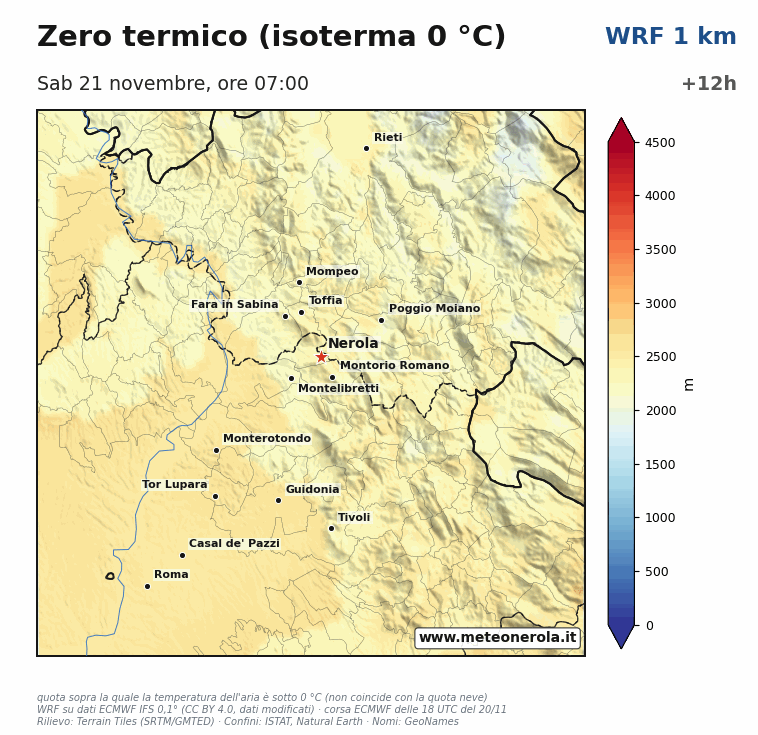 Zero termico (isoterma 0 °C)
WRF 1 km
Sab 21 novembre, ore 07:00
+12h
Rieti
Mompeo
Toffia
Fara in Sabina
Poggio Moiano
Nerola
Montorio Romano
Montelibretti
Monterotondo
Tor Lupara
Guidonia
Tivoli
Casal de' Pazzi
Roma
www.meteonerola.it
4500
4000
3500
3000
2500
2000
1500
1000
500
0
m
quota sopra la quale la temperatura dell'aria è sotto 0 °C (non coincide con la quota neve)
WRF su dati ECMWF IFS 0,1° (CC BY 4.0, dati modificati) · corsa ECMWF delle 18 UTC del 20/11
Rilievo: Terrain Tiles (SRTM/GMTED) · Confini: ISTAT, Natural Earth · Nomi: GeoNames